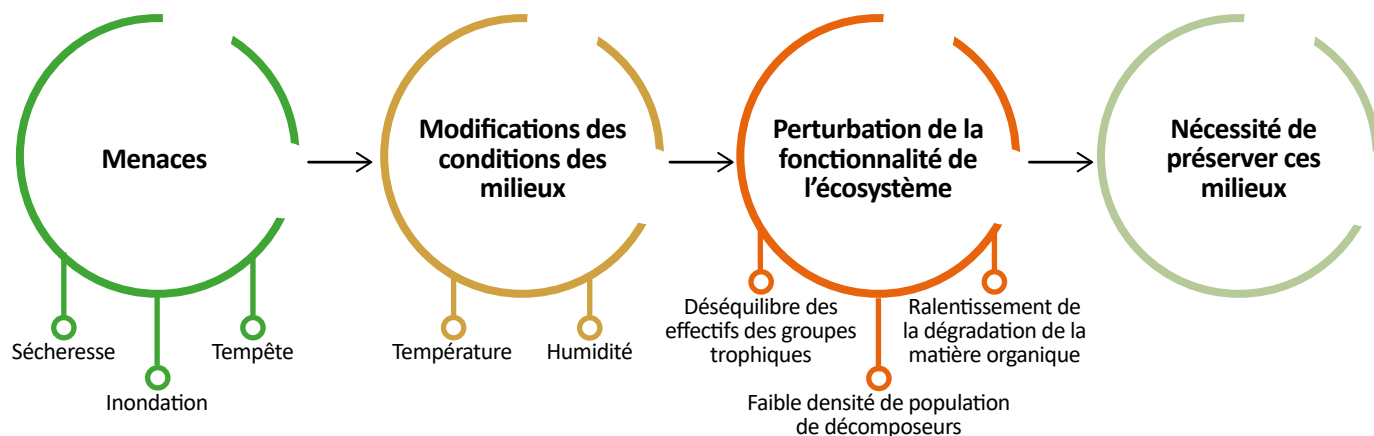 Menaces
Sécheresse
Inondation
Tempête
Modifications des
conditions des
milieux
Température
Humidité
Perturbation de la
fonctionnalité de
l'écosystème
Déséquilibre des
effectifs des groupes
trophiques
Faible densité de population
de décomposeurs
Ralentissement de
la dégradation de la
matière organique
Nécessité de
préserver ces
milieux